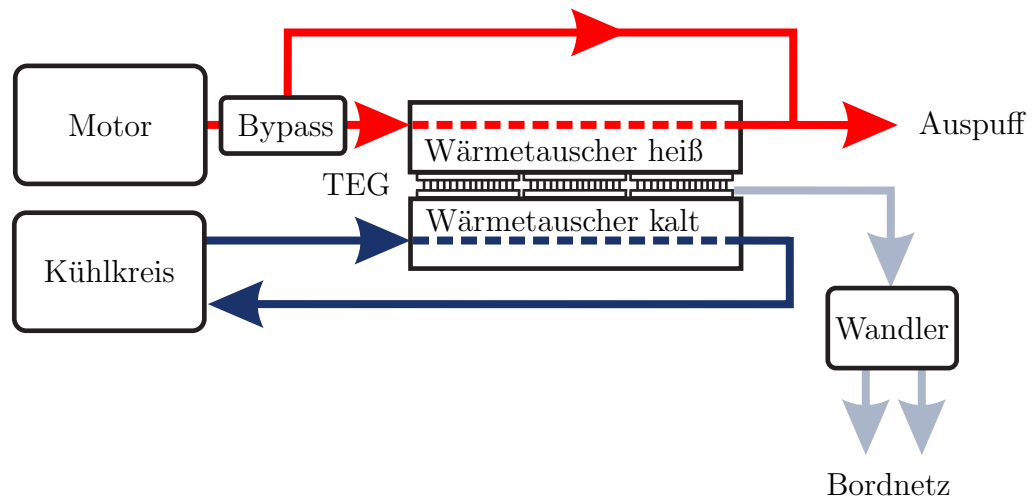 Motor
Bypass
Auspuff
Wärmetauscher heiß
TEG
Wärmetauscher kalt
Kühlkreis
Wandler
Bordnetz